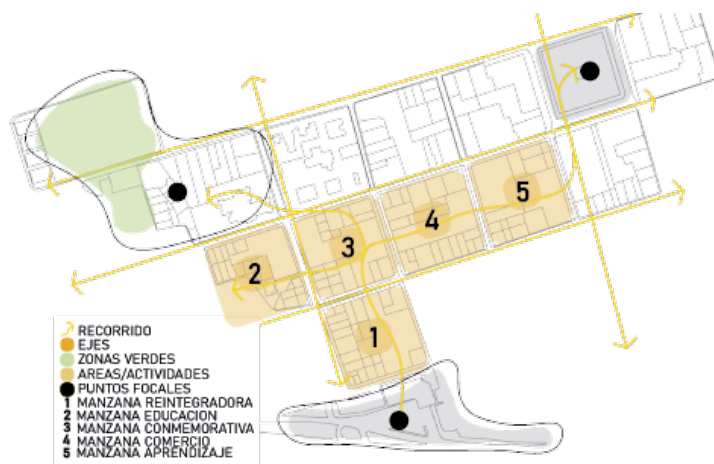 5
4
3
2
1
RECORRIDO
EJES
ZONAS VERDES
AREAS/ACTIVIDADES
PUNTOS FOCALES
1 MANZANA REINTEGRADORA
2 MANZANA EDUCACION
3 MANZANA CONMEMORATIVA
4 MANZANA COMERCIO
5 MANZANA APRENDIZAJE